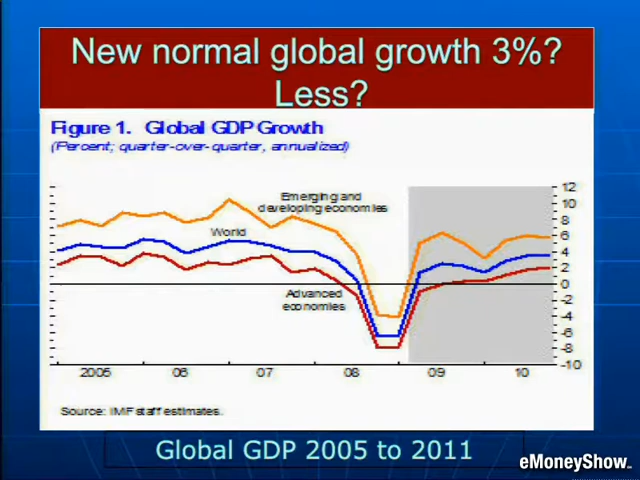 New normal global growth 3%?
Less?
Figure 1. Global GDP Growth
(Percent; quarter-over-quarter, annualized)
Emerging and
developing economies
World
Advanced
economies
12
10
8
6
4
2
0
-2
-4
-6
-8
-10
2005 06 07 08 09 10
Source: IMF staff estimates.
Global GDP 2005 to 2011
eMoneyShow